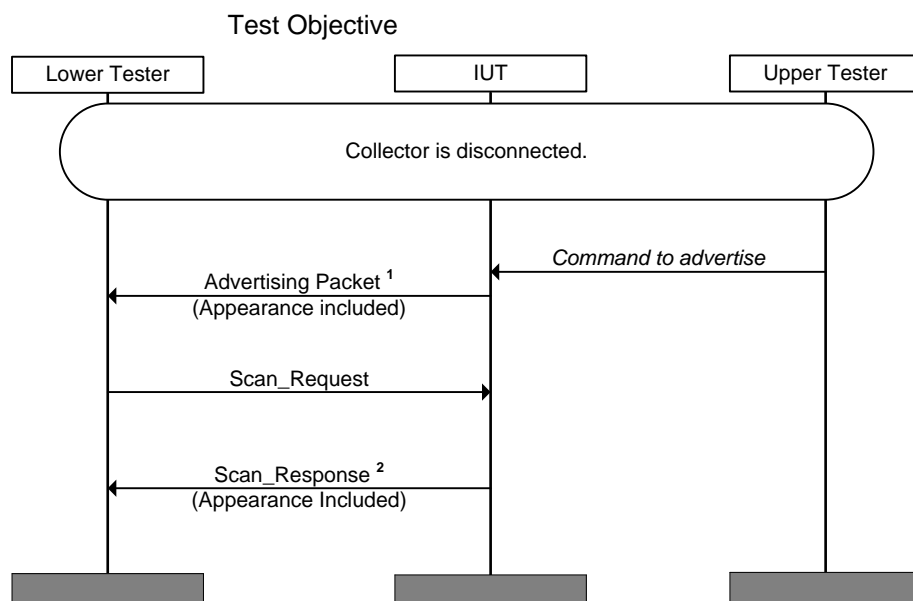 Test Objective
Lower Tester
IUT
Upper Tester
Collector is disconnected.
Command to advertise
Advertising Packet 1
(Appearance included)
Scan_Request
Scan_Response 2
(Appearance Included)